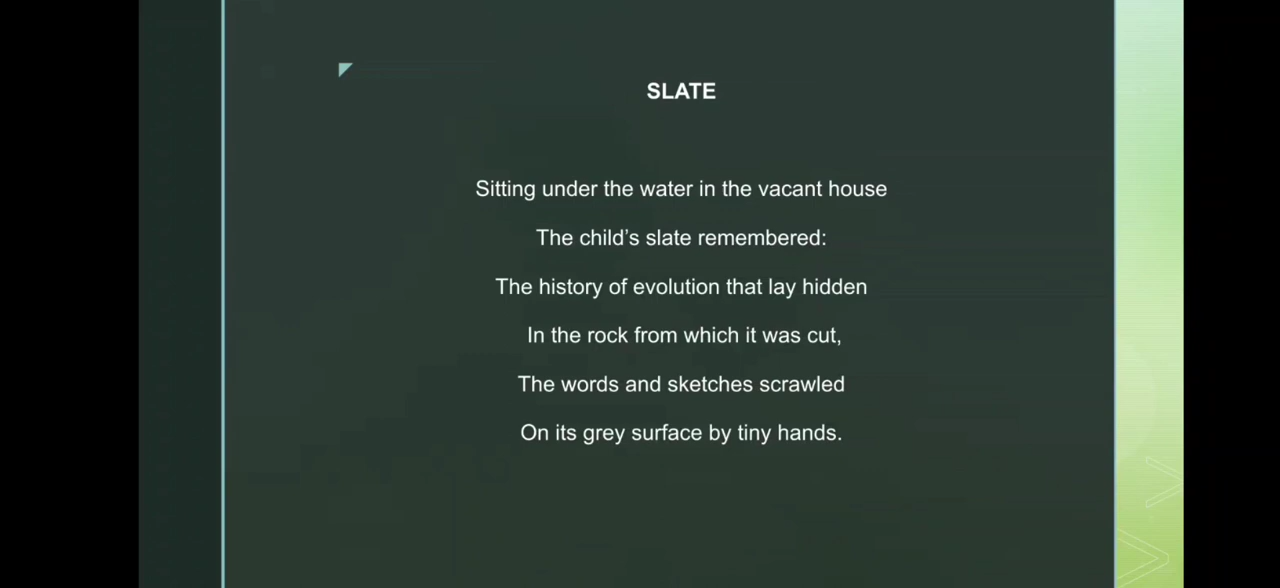 SLATE
Sitting under the water in the vacant house
The child’s slate remembered:
The history of evolution that lay hidden
In the rock from which it was cut,
The words and sketches scrawled
On its grey surface by tiny hands.